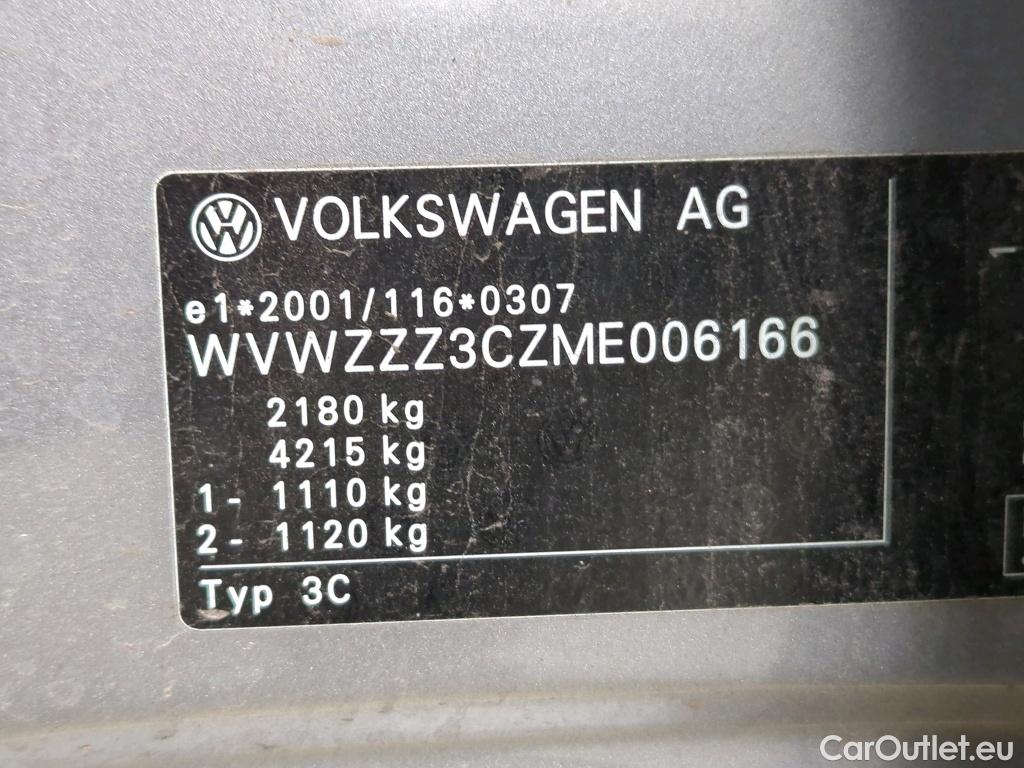 VOLKSWAGEN AG
e1*2001/116*0307
WVWZZZ3CZME006166
2180 kg
4215 kg
1- 1110 kg
2- 1120 kg
Typ 3C
1
CarOutlet.eu